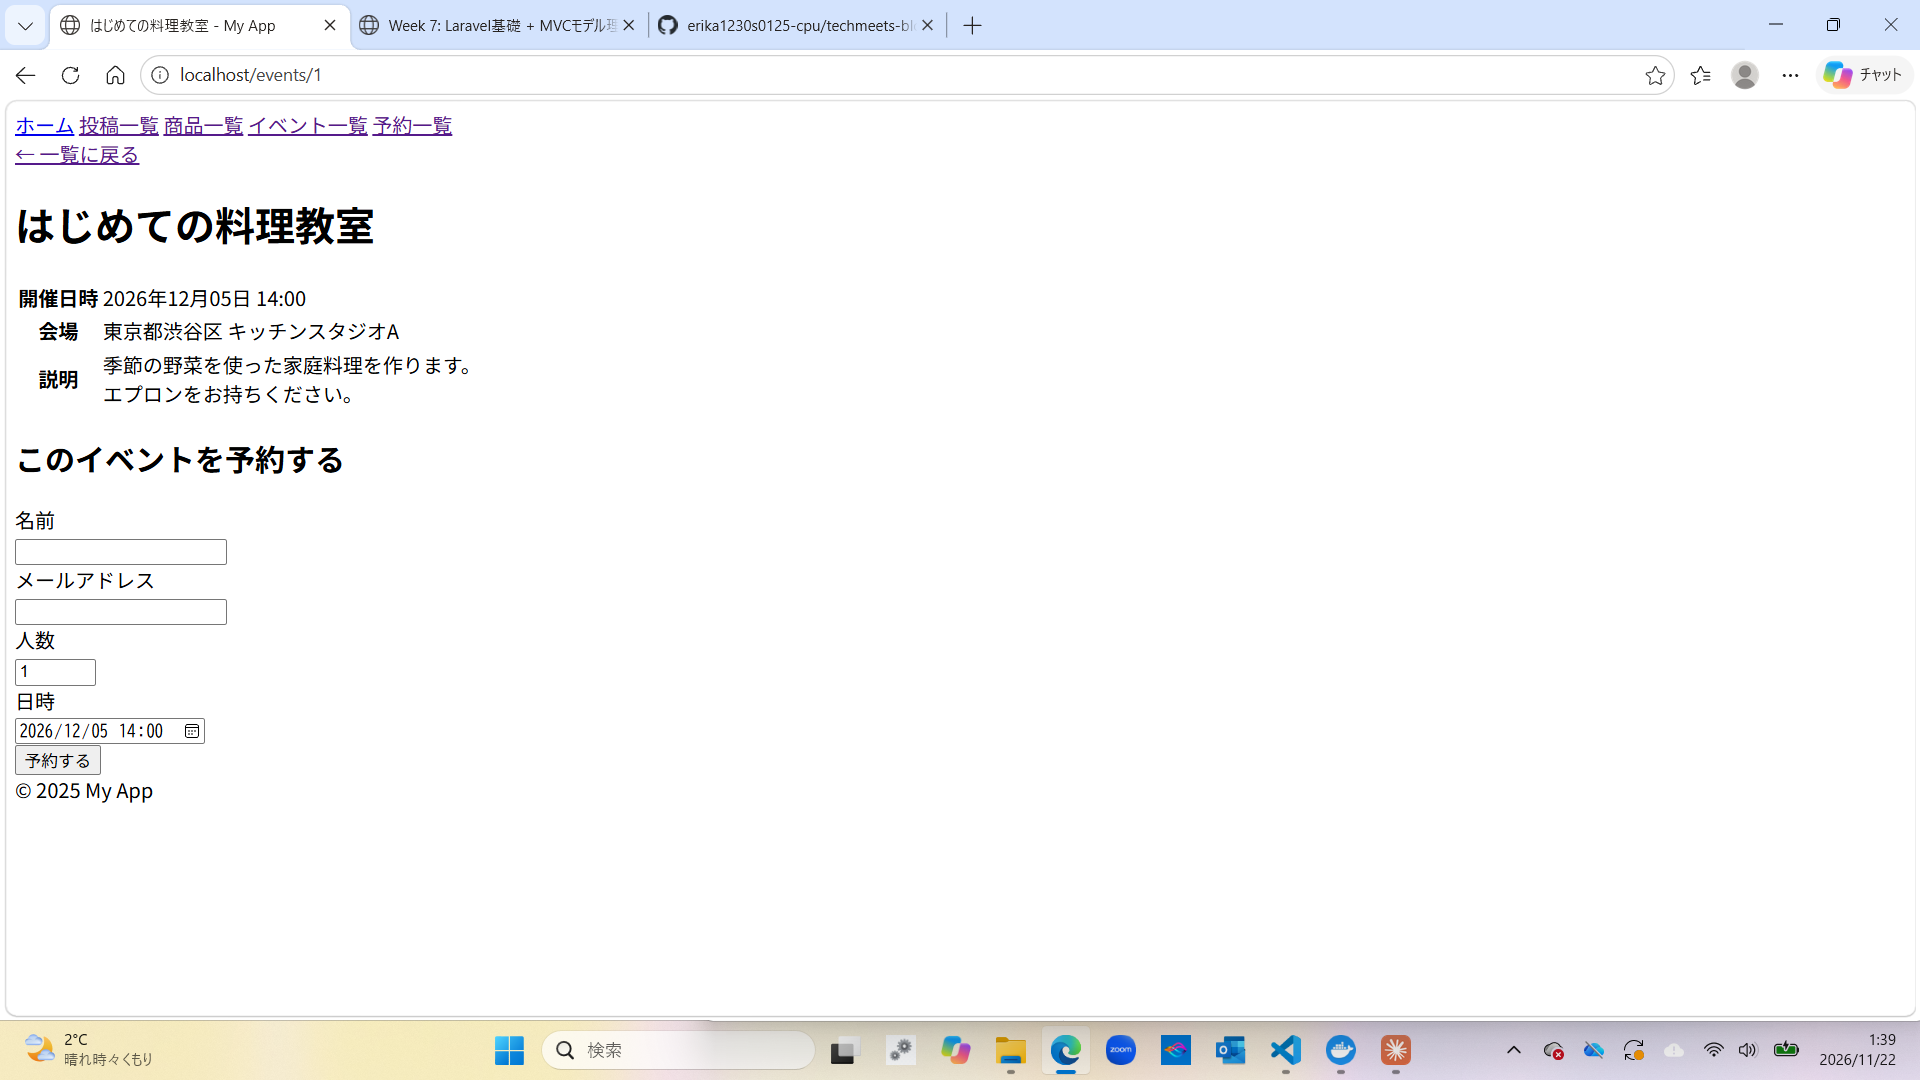 はじめての料理教室 - My App
Week 7: Laravel基礎 + MVCモデル理
erika1230s0125-cpu/techmeets-bl
localhost/events/1
チャット
ホーム 投稿一覧 商品一覧 イベント一覧 予約一覧
← 一覧に戻る
はじめての料理教室
開催日時 2026年12月05日 14:00
会場 東京都渋谷区 キッチンスタジオA
説明 季節の野菜を使った家庭料理を作ります。
エプロンをお持ちください。
このイベントを予約する
名前
メールアドレス
人数
1
日時
2026/12/05 14:00
予約する
© 2025 My App
2°C
晴れ時々くもり
検索
zoom
1:39
2026/11/22